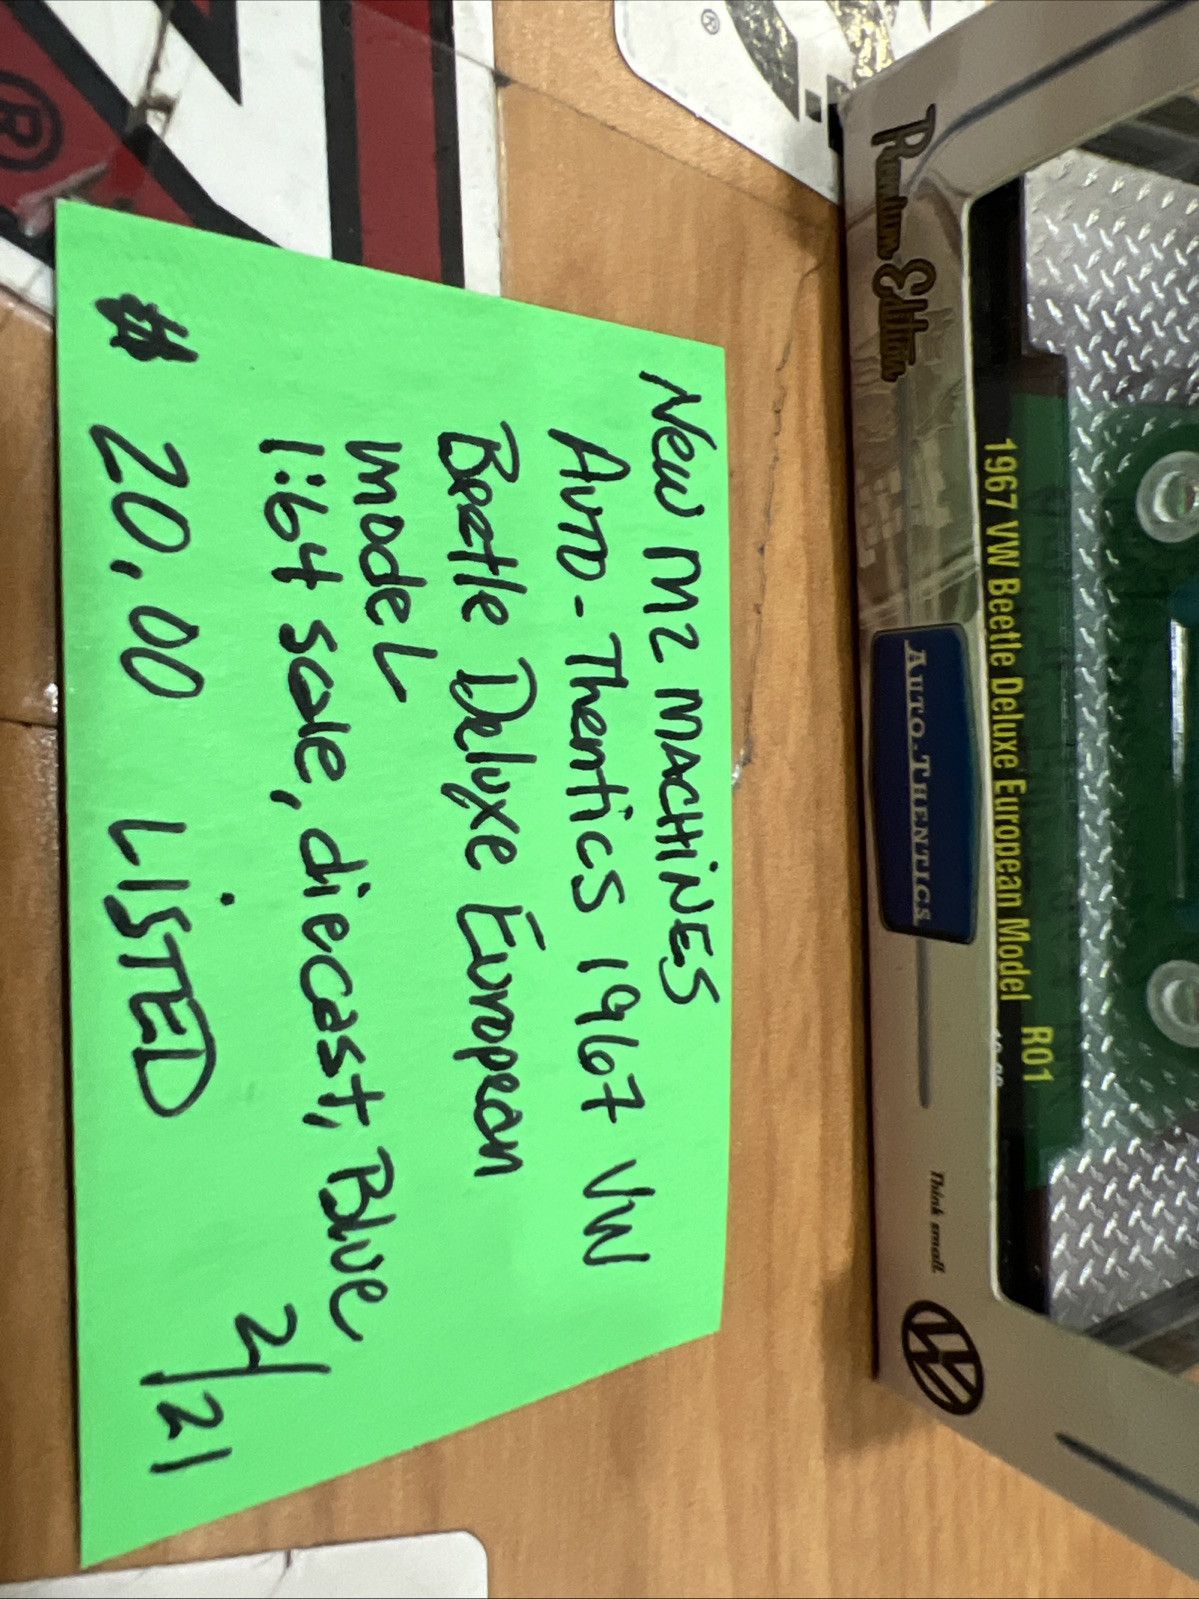 New M2 MACHiNES
AUTO-Thentics 1967 VW
Beetle Deluxe European
modeL
1:64 scale, diecast, Blue
$ 20.00 LiSTED
2/21
1967 VW Beetle Deluxe European Model R01
AUTO-THENTICS
Edition
Think small.
®
®